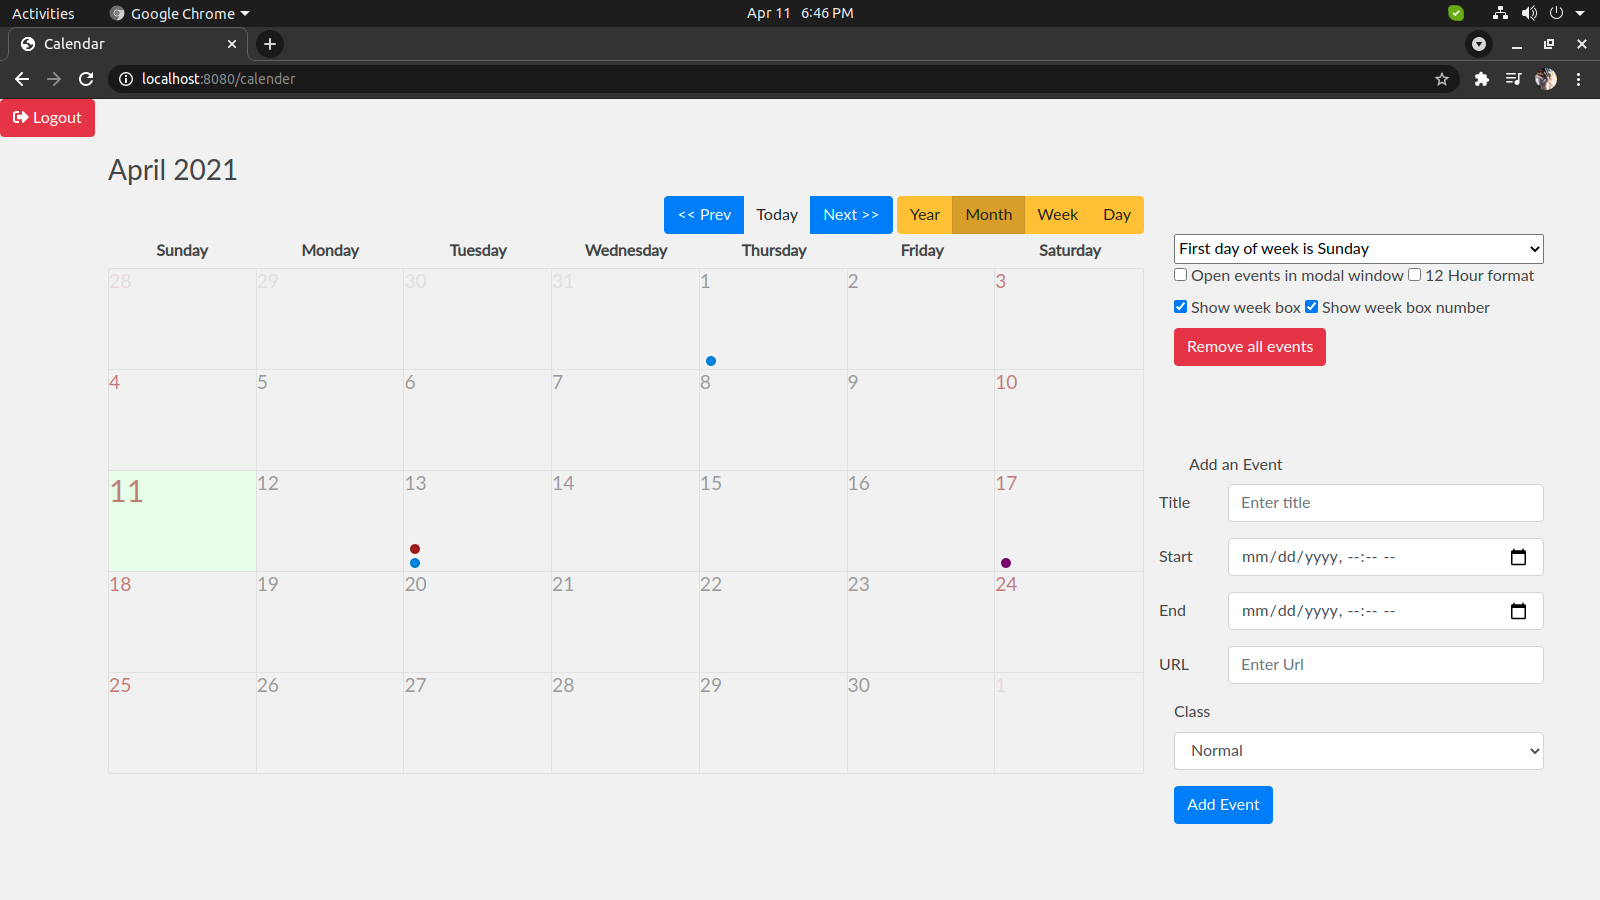 Activities Google Chrome Apr 11 6:46 PM
Calendar
localhost:8080/calender
Logout
April 2021
<< Prev Today Next >> Year Month Week Day
Sunday Monday Tuesday Wednesday Thursday Friday Saturday
28 29 30 31 1 2 3
4 5 6 7 8 9 10
11 12 13 14 15 16 17
18 19 20 21 22 23 24
25 26 27 28 29 30 1
First day of week is Sunday
Open events in modal window 12 Hour format
Show week box Show week box number
Remove all events
Add an Event
Title Enter title
Start mm/dd/yyyy, --:-- --
End mm/dd/yyyy, --:-- --
URL Enter Url
Class
Normal
Add Event